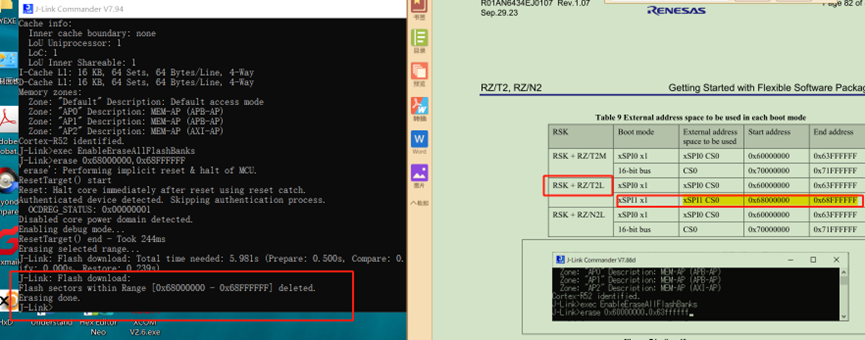 J-Link Commander V7.94
Cache info:
Inner cache boundary: none
LoU Uniprocessor: 1
LoC: 1
LoU Inner Shareable: 1
I-Cache L1: 16 KB, 64 Sets, 64 Bytes/Line, 4-Way
D-Cache L1: 16 KB, 64 Sets, 64 Bytes/Line, 4-Way
Memory zones:
Zone: "Default" Description: Default access mode
Zone: "AP0" Description: MEM-AP (APB-AP)
Zone: "AP1" Description: MEM-AP (APB-AP)
Zone: "AP2" Description: MEM-AP (AXI-AP)
Cortex-R52 identified.
J-Link>exec EnableEraseAllFlashBanks
J-Link>erase 0x68000000,0x68FFFFFF
erase': Performing implicit reset & halt of MCU.
ResetTarget() start
Reset: Halt core immediately after reset using reset catch.
Authenticated device detected. Skipping authentication process.
OCDREG_STATUS: 0x00000001
Disabled core power domain.
Enabling debug mode...
ResetTarget() end - Took 244ms
Erasing selected range...
J-Link: Flash download: Total time needed: 5.981s (Prepare: 0.500s, Compare: 0.
ify: 0.000s, Restore: 0.239s)
J-Link: Flash download:
Flash sectors within Range [0x68000000 - 0x68FFFFFF] deleted.
Erasing done.
J-Link>
Understand
Hex Editor
Neo
XCOM
V2.6.exe
HxD
目录
Word
图片
R01AN6434EJ0107 Rev.1.07
Page 82 of
Sep.29.23
RENESAS
RZ/T2, RZ/N2
Getting Started with Flexible Software Packag
Table 9 External address space to be used in each boot mode
RSK Boot mode External address space to be used Start address End address
RSK + RZ/T2M xSPI0 x1 xSPI0 CS0 0x60000000 0x63FFFFFF
16-bit bus CS0 0x70000000 0x71FFFFFF
RSK + RZ/T2L xSPI0 x1 xSPI0 CS0 0x60000000 0x63FFFFFF
xSPI1 x1 xSPI1 CS0 0x68000000 0x68FFFFFF
RSK + RZ/N2L xSPI0 x1 xSPI0 CS0 0x60000000 0x63FFFFFF
16-bit bus CS0 0x70000000 0x71FFFFFF
J-Link Commander V7.88d
Zone: "AP0" Description: MEM-AP (APB-AP)
Zone: "AP1" Description: MEM-AP (APB-AP)
Zone: "AP2" Description: MEM-AP (AXI-AP)
Cortex-R52 identified.
J-Link>exec EnableEraseAllFlashBanks
J-Link>erase 0x60000000,0x63ffffff